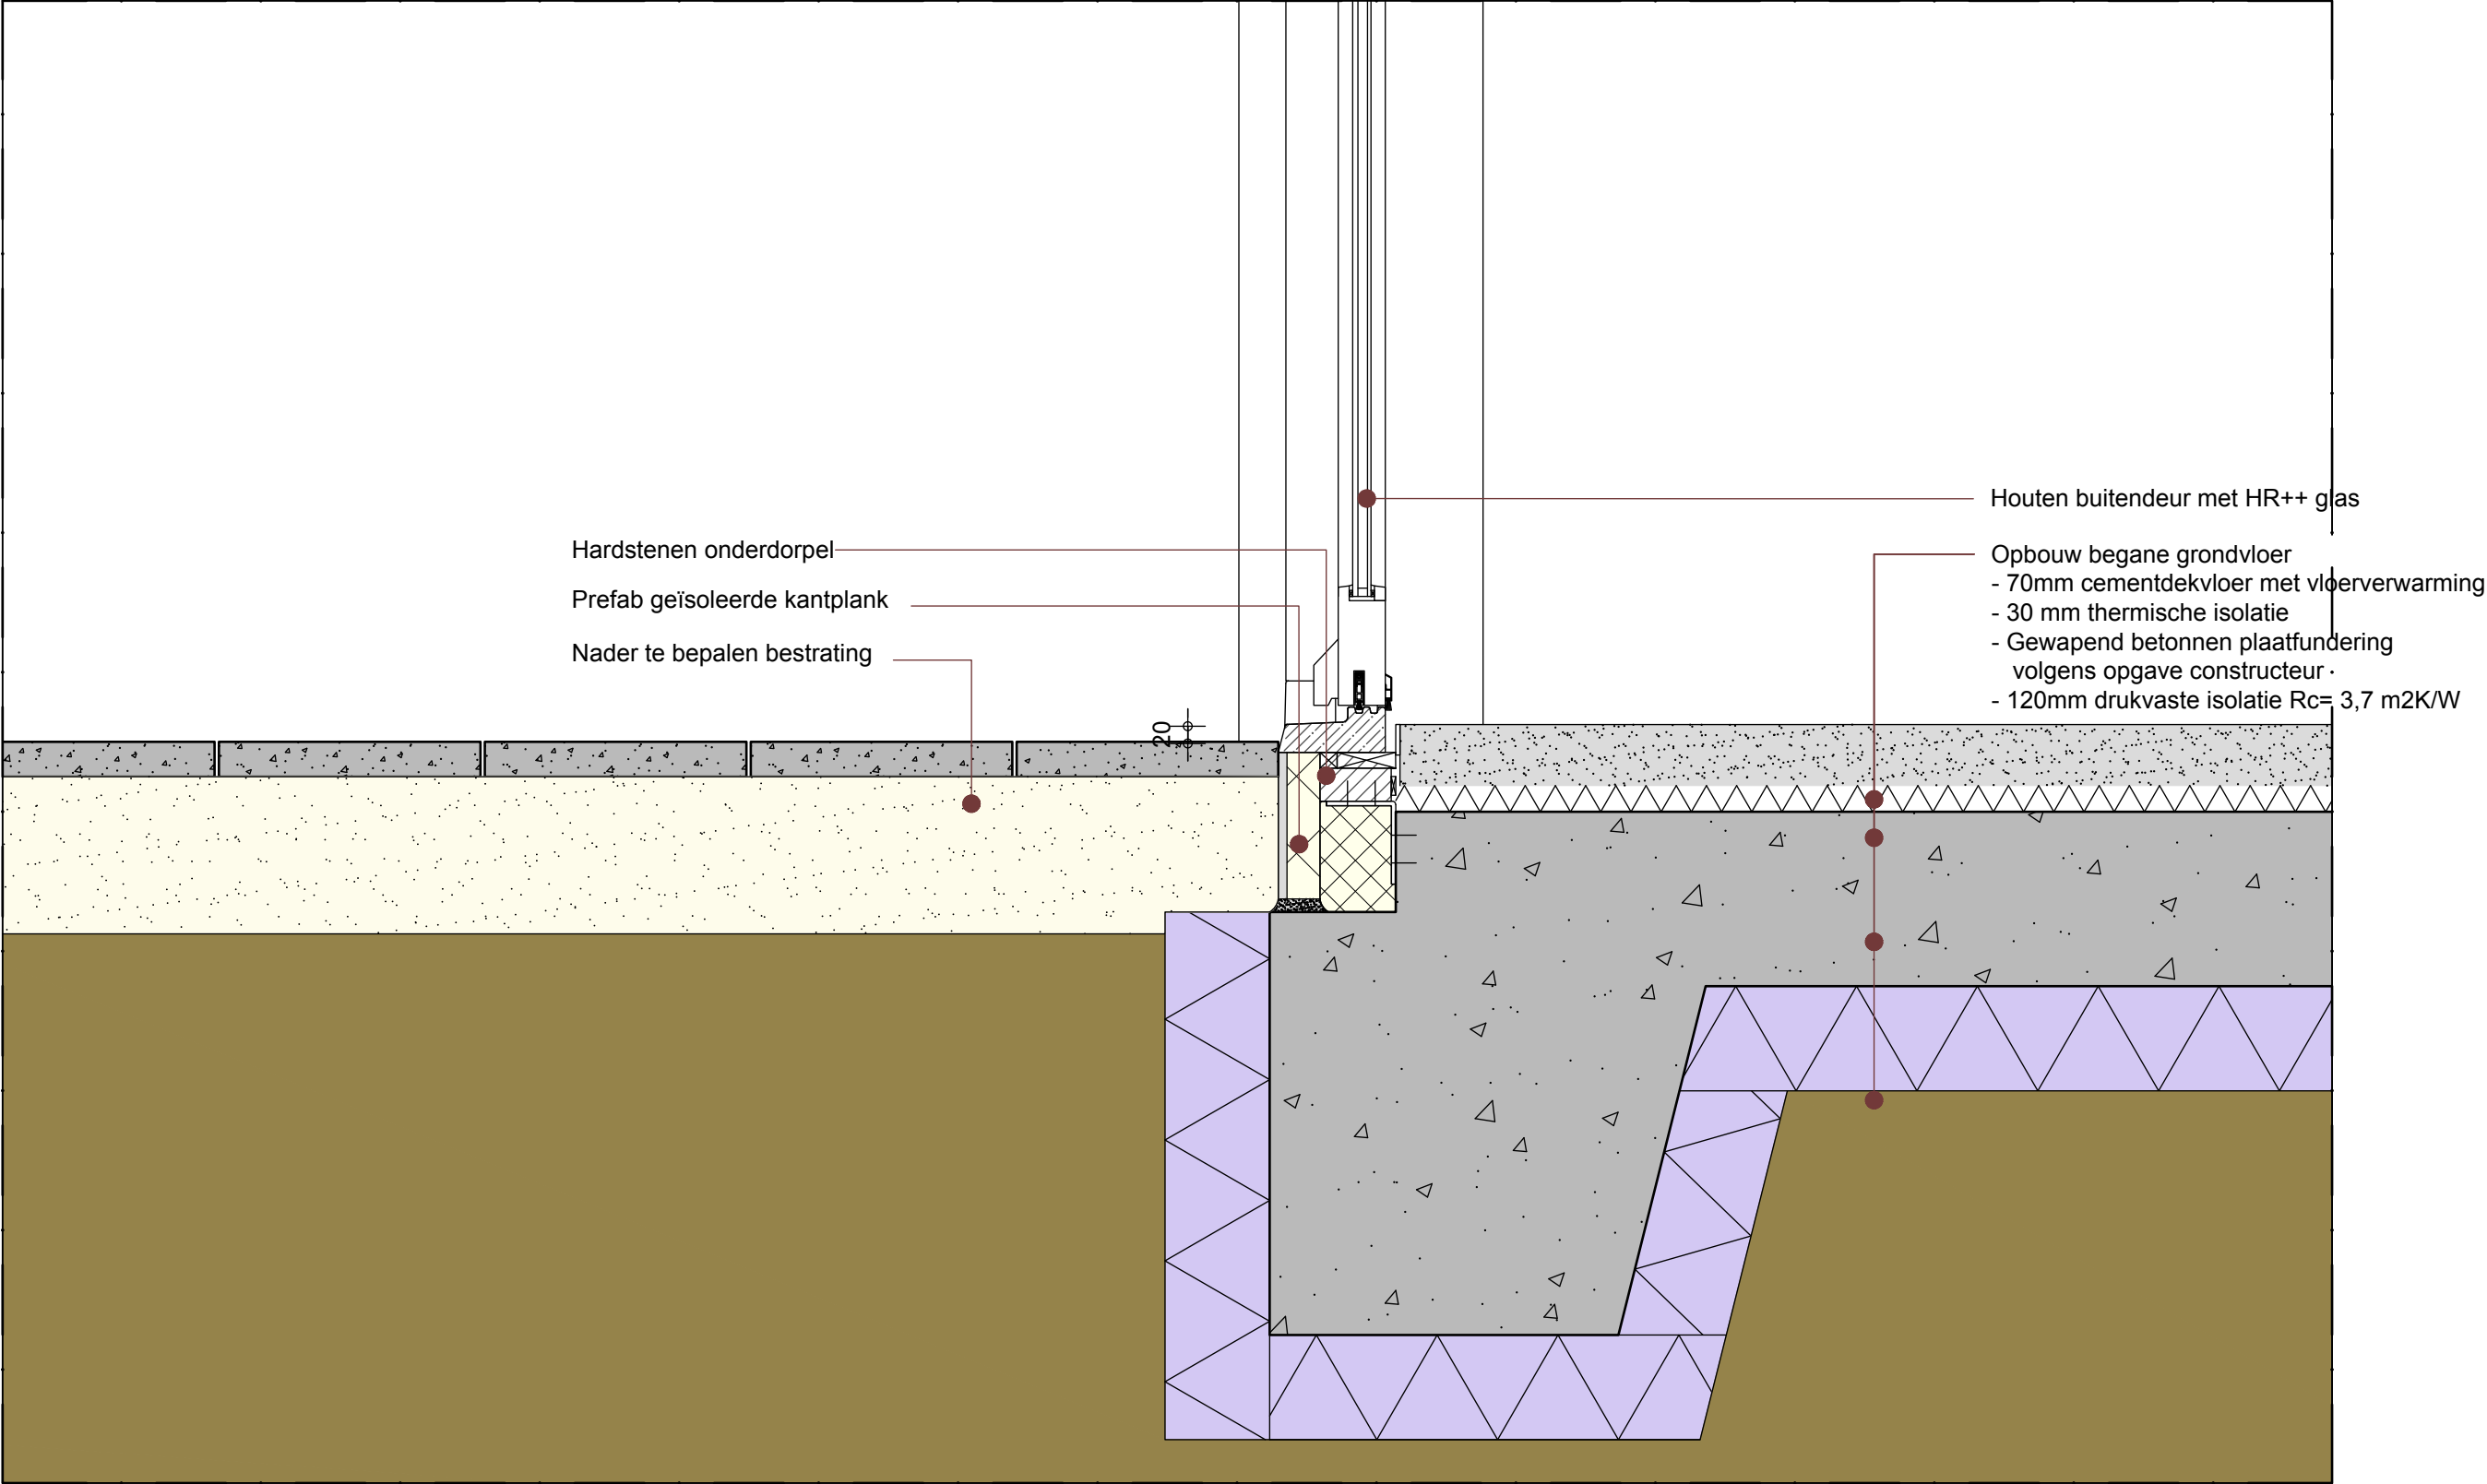 Hardstenen onderdorpel
Prefab geïsoleerde kantplank
Nader te bepalen bestrating
20
Houten buitendeur met HR++ glas
Opbouw begane grondvloer
- 70mm cementdekvloer met vloerverwarming
- 30 mm thermische isolatie
- Gewapend betonnen plaatfundering
volgens opgave constructeur
- 120mm drukvaste isolatie Rc= 3,7 m2K/W